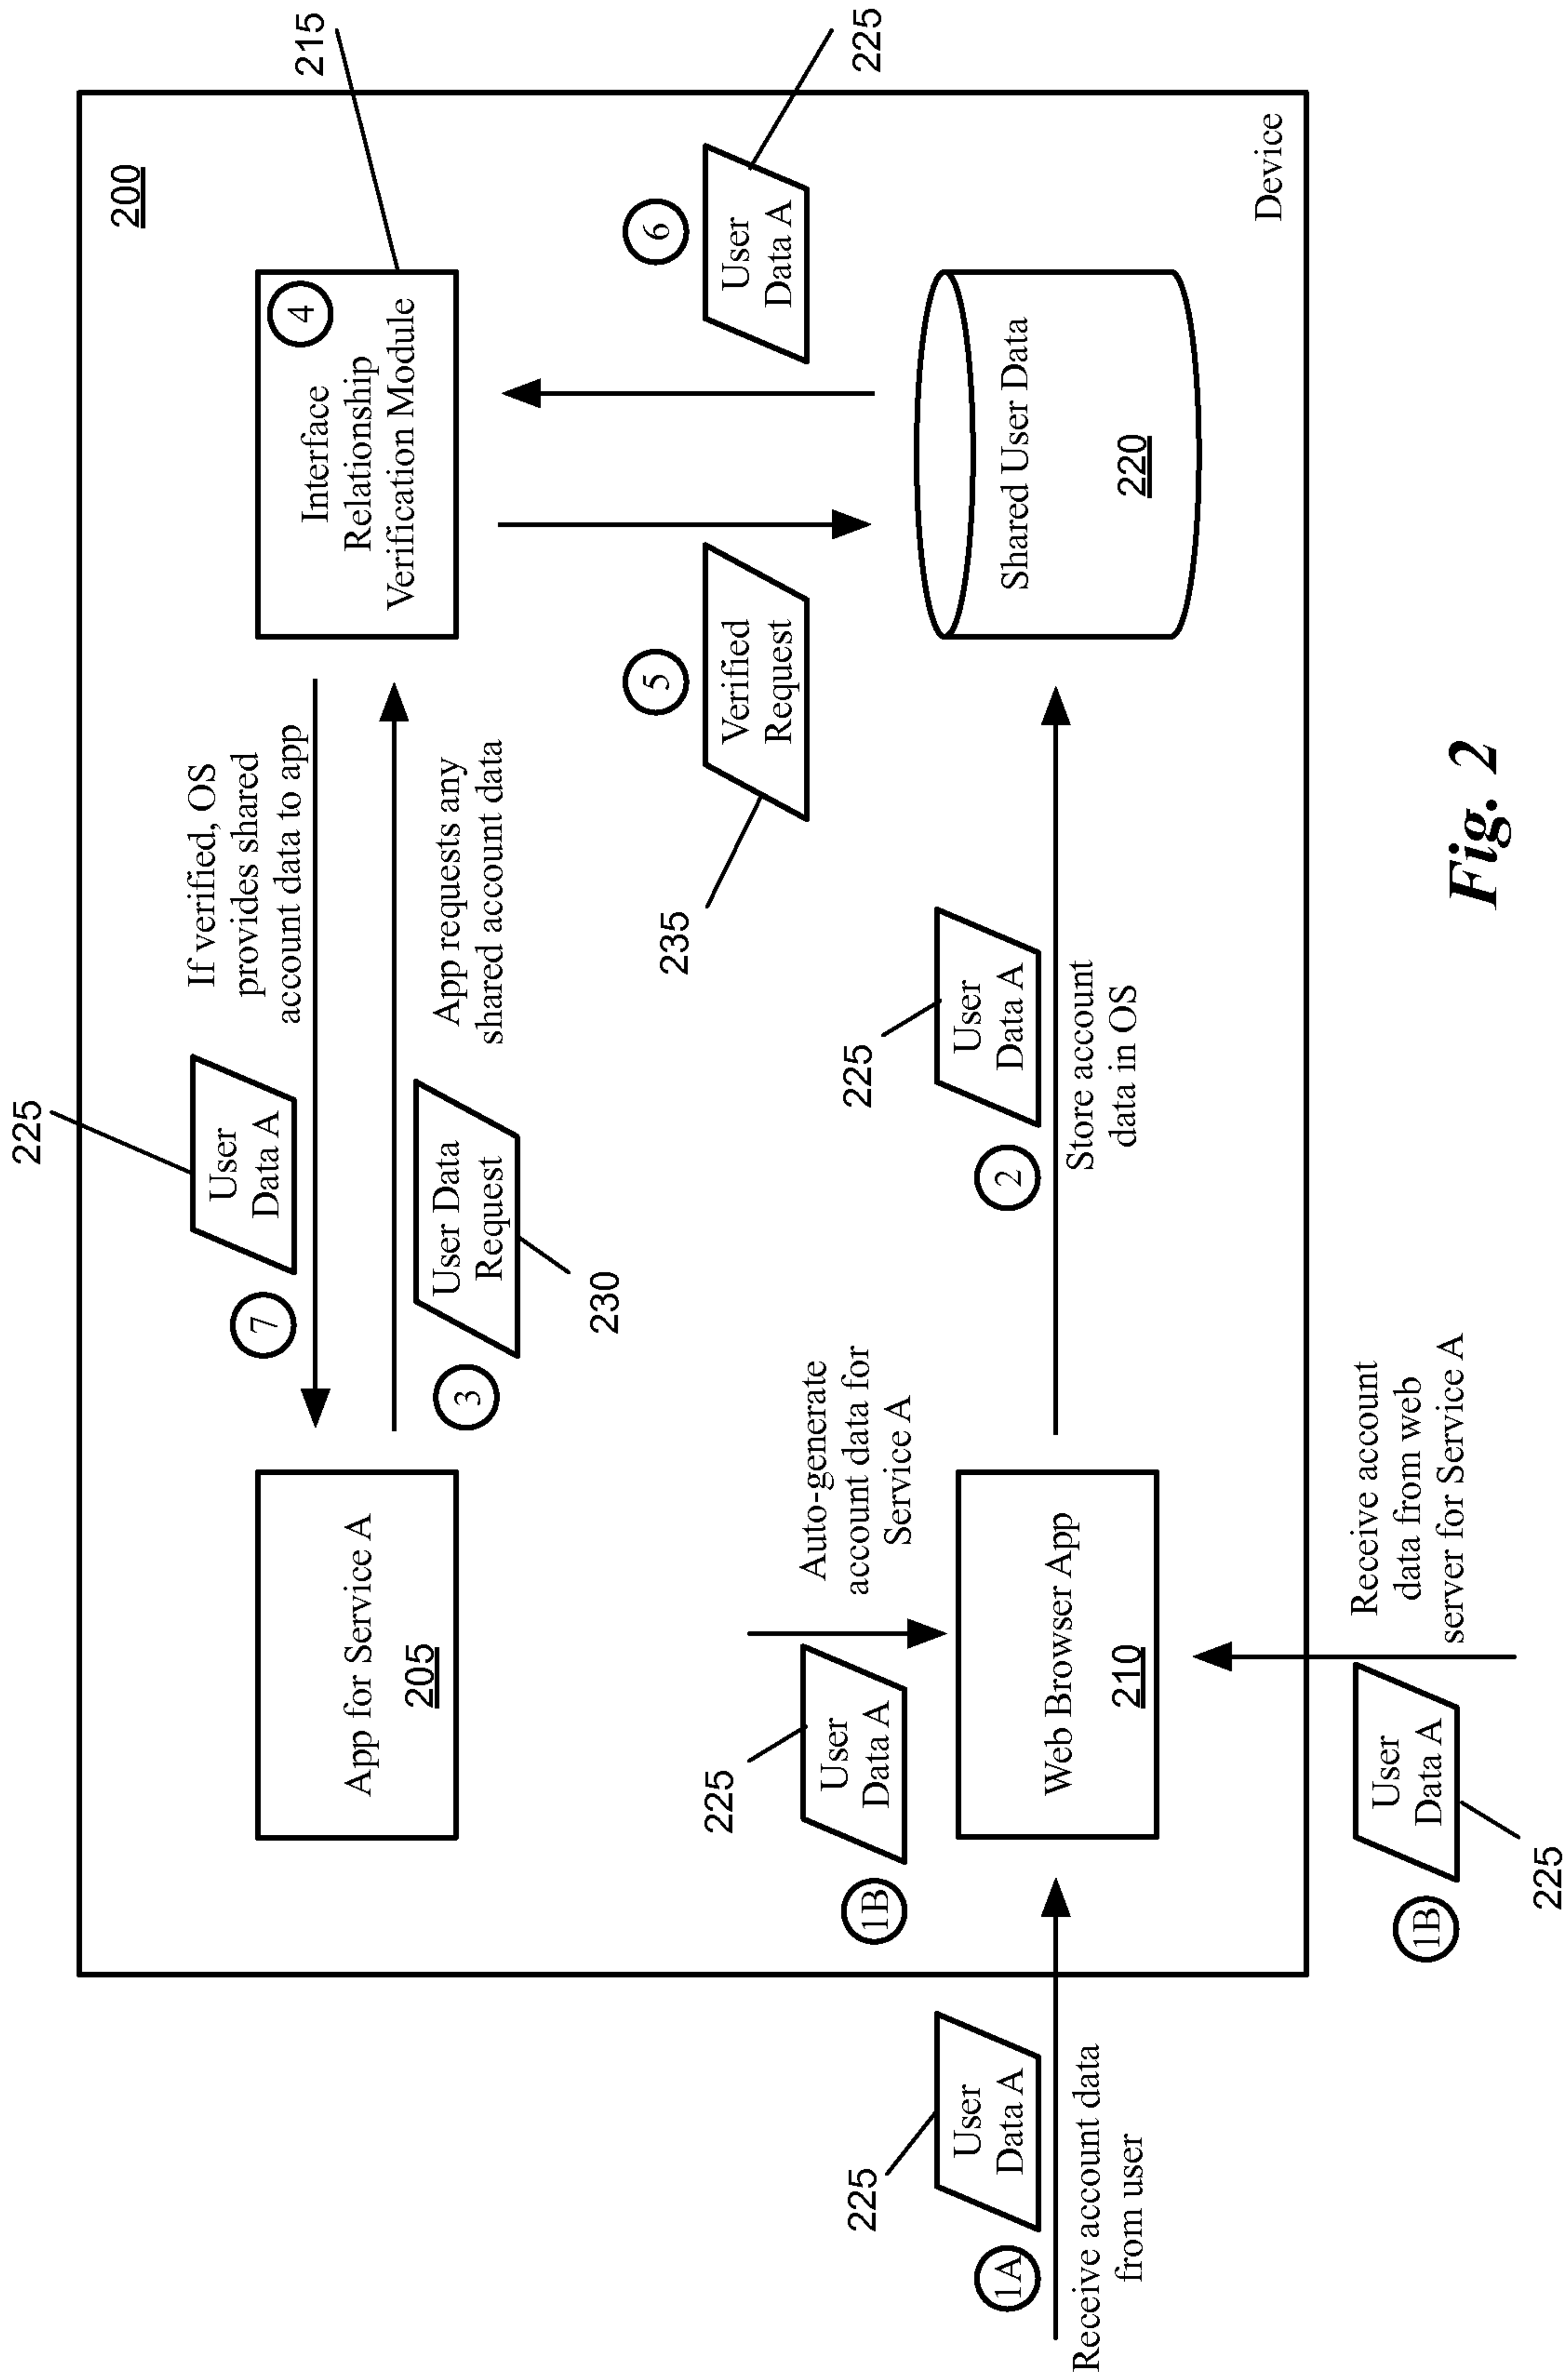 225
215
200
If verified, OS
provides shared
account data to app
7
User
Data A
App for Service A
205
3
User Data
Request
230
App requests any
shared account data
Interface
Relationship
Verification Module
4
235
5
Verified
Request
6
User
Data A
225
225
1B
User
Data A
Auto-generate
account data for
Service A
225
2
User
Data A
Store account
data in OS
Web Browser App
210
Shared User Data
220
225
1A
User
Data A
Receive account data
from user
Device
1B
User
Data A
225
Receive account
data from web
server for Service A
Fig. 2